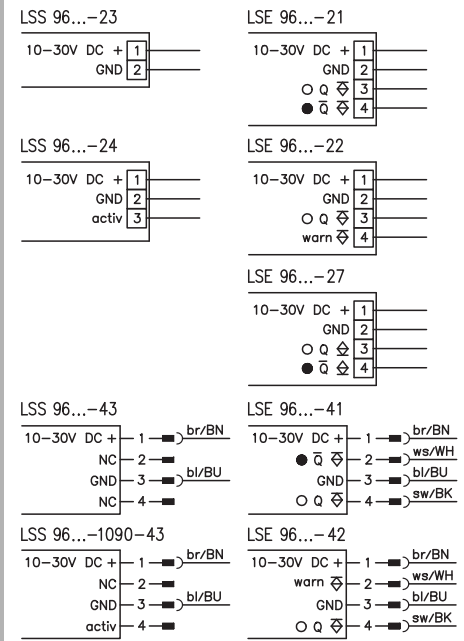 LSS 96...-23
10-30V DC + 1
GND 2
LSE 96...-21
10-30V DC + 1
GND 2
Q 3
Q̅ 4
LSS 96...-24
10-30V DC + 1
GND 2
activ 3
LSE 96...-22
10-30V DC + 1
GND 2
Q 3
warn 4
LSE 96...-27
10-30V DC + 1
GND 2
Q 3
Q̅ 4
LSS 96...-43
10-30V DC + 1 br/BN
NC 2
GND 3 bl/BU
NC 4
LSE 96...-41
10-30V DC + 1 br/BN
Q̅ 2 ws/WH
GND 3 bl/BU
Q 4 sw/BK
LSS 96...-1090-43
10-30V DC + 1 br/BN
NC 2
GND 3 bl/BU
activ 4
LSE 96...-42
10-30V DC + 1 br/BN
warn 2 ws/WH
GND 3 bl/BU
Q 4 sw/BK